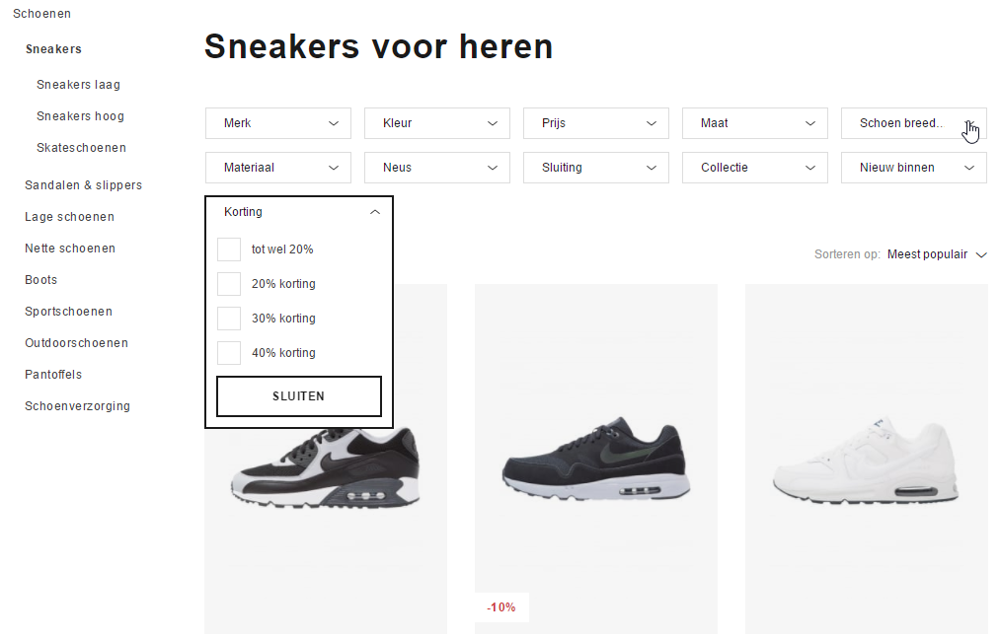 Schoenen
Sneakers
Sneakers laag
Sneakers hoog
Skateschoenen
Sandalen & slippers
Lage schoenen
Nette schoenen
Boots
Sportschoenen
Outdoorschoenen
Pantoffels
Schoenverzorging
Sneakers voor heren
Merk
Kleur
Prijs
Maat
Schoen breed..
Materiaal
Neus
Sluiting
Collectie
Nieuw binnen
Korting
tot wel 20%
20% korting
30% korting
40% korting
SLUITEN
Sorteren op: Meest populair
-10%